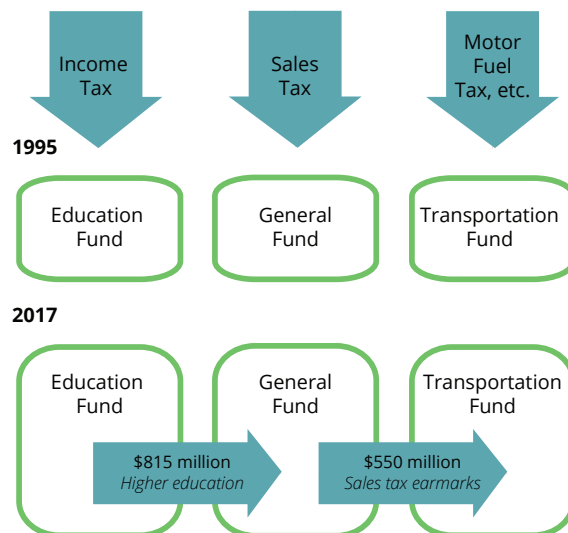 Income
Tax
Sales
Tax
Motor
Fuel
Tax, etc.
1995
Education
Fund
General
Fund
Transportation
Fund
2017
Education
Fund
General
Fund
Transportation
Fund
$815 million
Higher education
$550 million
Sales tax earmarks